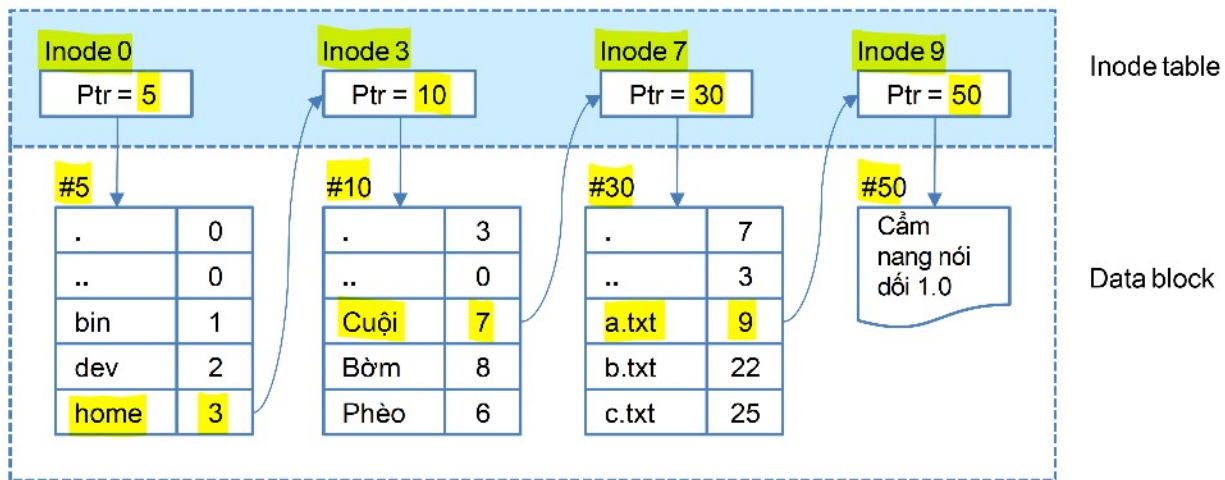 Inode 0
Inode 3
Inode 7
Inode 9
Inode table
Ptr = 5
Ptr = 10
Ptr = 30
Ptr = 50
#5
#10
#30
#50
. 0
.. 0
bin 1
dev 2
home 3
. 3
.. 0
Cuội 7
Bờm 8
Phèo 6
. 7
.. 3
a.txt 9
b.txt 22
c.txt 25
Cẩm
nang nói
dối 1.0
Data block